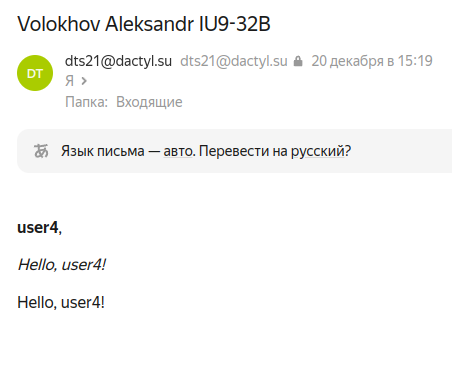 Volokhov Aleksandr IU9-32B
DT
dts21@dactyl.su dts21@dactyl.su 20 декабря в 15:19
Я
Папка: Входящие
あ Язык письма — авто. Перевести на русский?
user4,
Hello, user4!
Hello, user4!